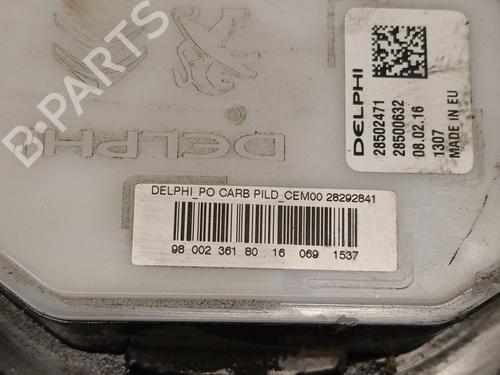 B-PARTS
DELPHI
DELPHI
28502471
28500632
08.02.16
1307
MADE IN EU
DELPHI_PO CARB PILD_CEM00 28292841
98 002 361 80 16 069 1537